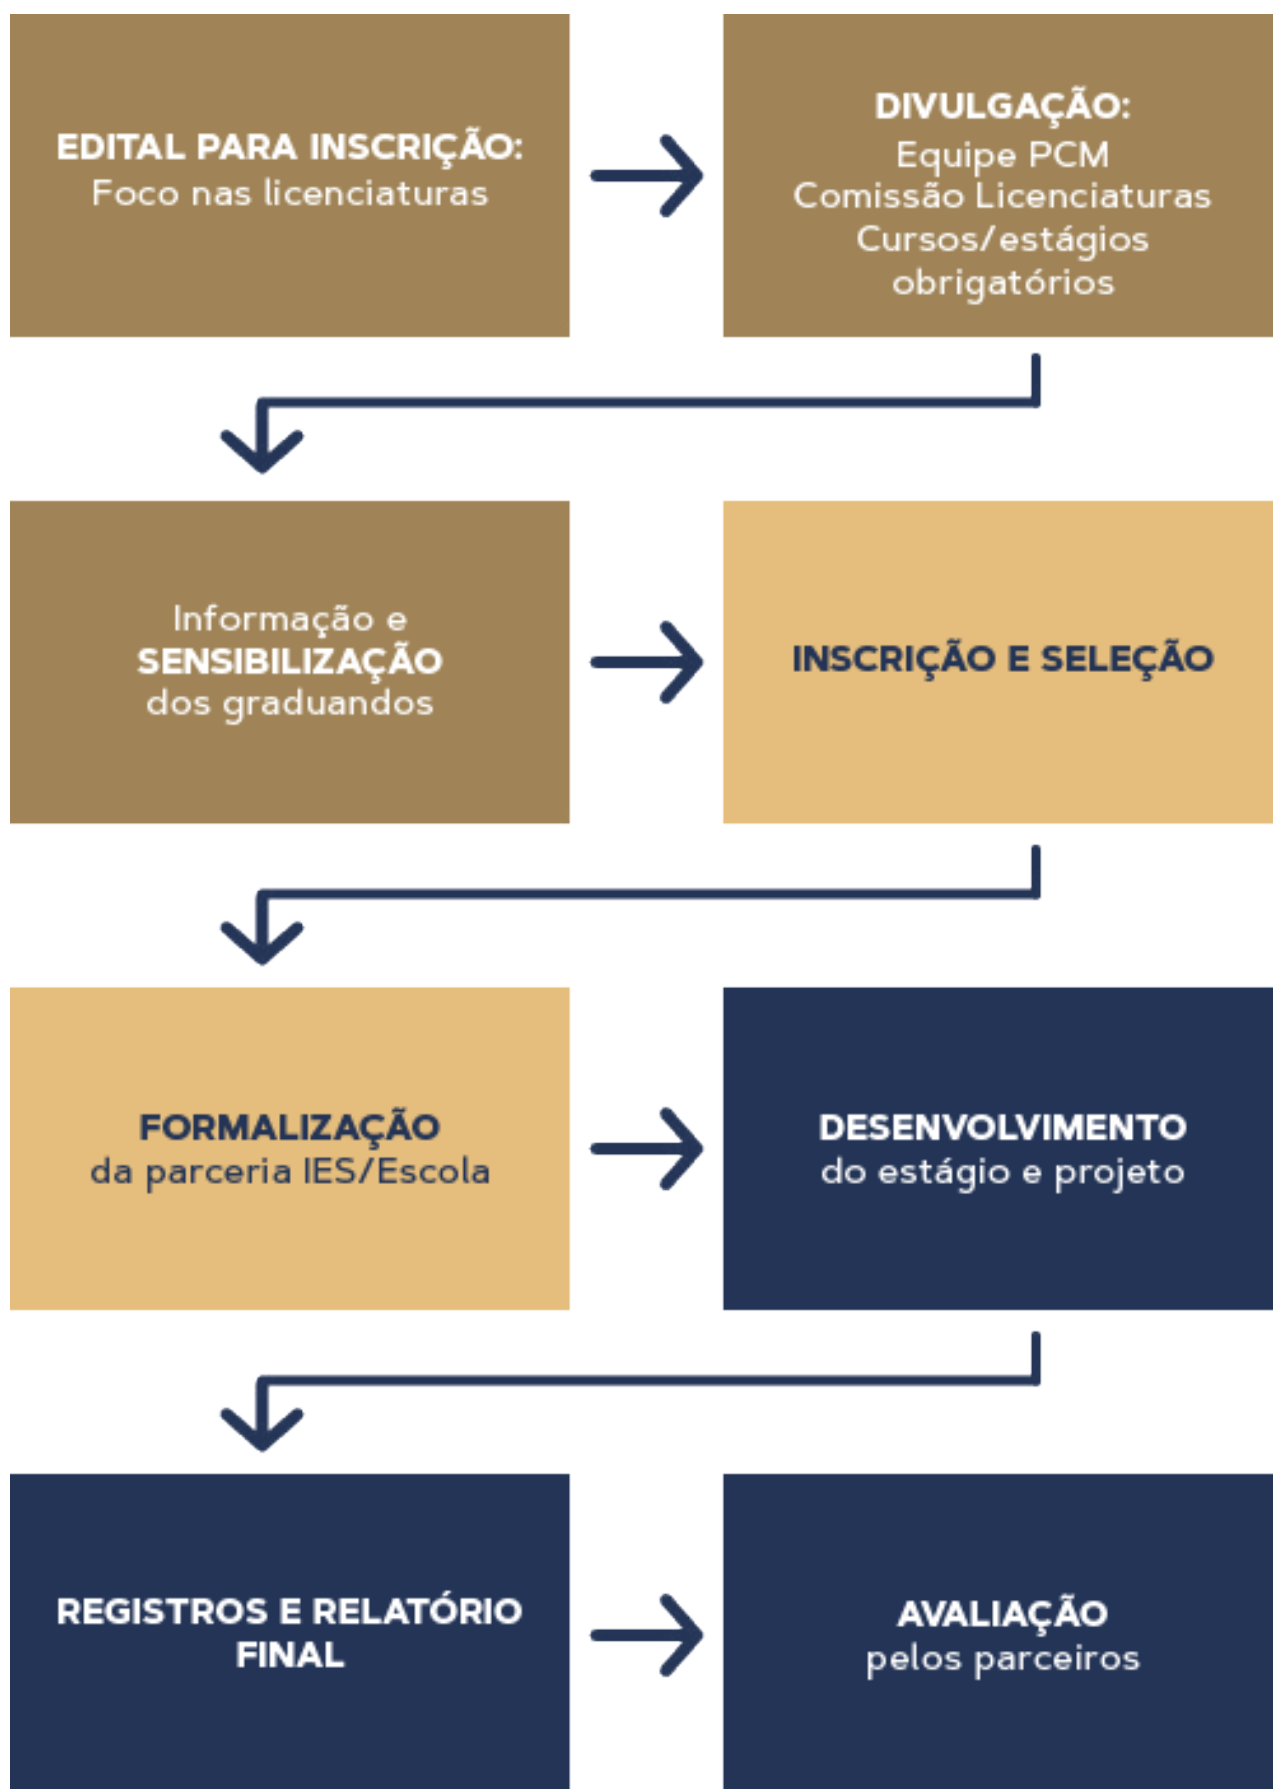 EDITAL PARA INSCRIÇÃO:
Foco nas licenciaturas
DIVULGAÇÃO:
Equipe PCM
Comissão Licenciaturas
Cursos/estágios
obrigatórios
Informação e
SENSIBILIZAÇÃO
dos graduandos
INSCRIÇÃO E SELEÇÃO
FORMALIZAÇÃO
da parceria IES/Escola
DESENVOLVIMENTO
do estágio e projeto
REGISTROS E RELATÓRIO
FINAL
AVALIAÇÃO
pelos parceiros